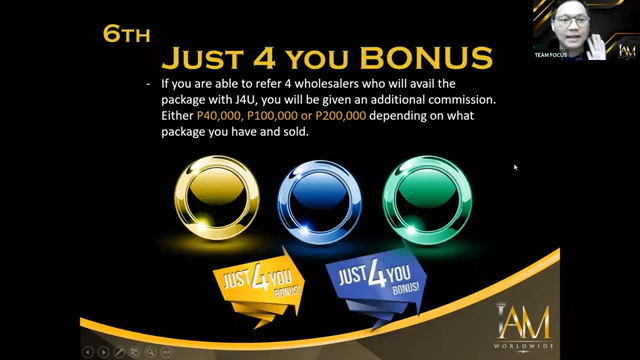 6TH
JUST 4 YOU BONUS
- If you are able to refer 4 wholesalers who will avail the
package with J4U, you will be given an additional commission.
Either P40,000, P100,000 or P200,000 depending on what
package you have and sold.
JUST 4 YOU
BONUS!
JUST 4 YOU
BONUS!
IAM
WORLDWIDE
TEAM FOCUS
IAM